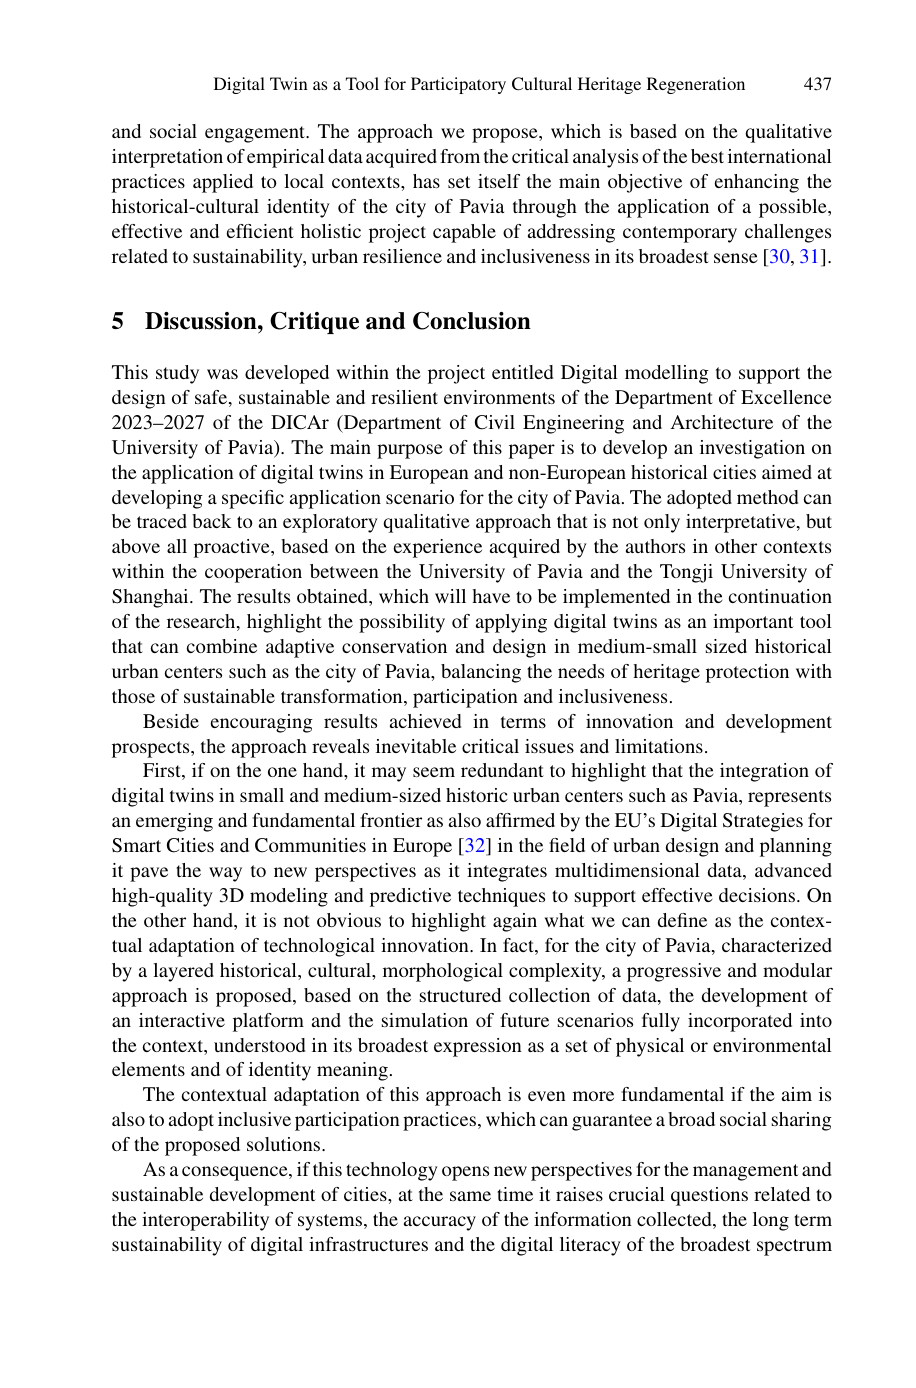 Digital Twin as a Tool for Participatory Cultural Heritage Regeneration 437
and social engagement. The approach we propose, which is based on the qualitative
interpretation of empirical data acquired from the critical analysis of the best international
practices applied to local contexts, has set itself the main objective of enhancing the
historical-cultural identity of the city of Pavia through the application of a possible,
effective and efficient holistic project capable of addressing contemporary challenges
related to sustainability, urban resilience and inclusiveness in its broadest sense [30, 31].
5 Discussion, Critique and Conclusion
This study was developed within the project entitled Digital modelling to support the
design of safe, sustainable and resilient environments of the Department of Excellence
2023–2027 of the DICAr (Department of Civil Engineering and Architecture of the
University of Pavia). The main purpose of this paper is to develop an investigation on
the application of digital twins in European and non-European historical cities aimed at
developing a specific application scenario for the city of Pavia. The adopted method can
be traced back to an exploratory qualitative approach that is not only interpretative, but
above all proactive, based on the experience acquired by the authors in other contexts
within the cooperation between the University of Pavia and the Tongji University of
Shanghai. The results obtained, which will have to be implemented in the continuation
of the research, highlight the possibility of applying digital twins as an important tool
that can combine adaptive conservation and design in medium-small sized historical
urban centers such as the city of Pavia, balancing the needs of heritage protection with
those of sustainable transformation, participation and inclusiveness.
Beside encouraging results achieved in terms of innovation and development
prospects, the approach reveals inevitable critical issues and limitations.
First, if on the one hand, it may seem redundant to highlight that the integration of
digital twins in small and medium-sized historic urban centers such as Pavia, represents
an emerging and fundamental frontier as also affirmed by the EU's Digital Strategies for
Smart Cities and Communities in Europe [32] in the field of urban design and planning
it pave the way to new perspectives as it integrates multidimensional data, advanced
high-quality 3D modeling and predictive techniques to support effective decisions. On
the other hand, it is not obvious to highlight again what we can define as the contex-
tual adaptation of technological innovation. In fact, for the city of Pavia, characterized
by a layered historical, cultural, morphological complexity, a progressive and modular
approach is proposed, based on the structured collection of data, the development of
an interactive platform and the simulation of future scenarios fully incorporated into
the context, understood in its broadest expression as a set of physical or environmental
elements and of identity meaning.
The contextual adaptation of this approach is even more fundamental if the aim is
also to adopt inclusive participation practices, which can guarantee a broad social sharing
of the proposed solutions.
As a consequence, if this technology opens new perspectives for the management and
sustainable development of cities, at the same time it raises crucial questions related to
the interoperability of systems, the accuracy of the information collected, the long term
sustainability of digital infrastructures and the digital literacy of the broadest spectrum